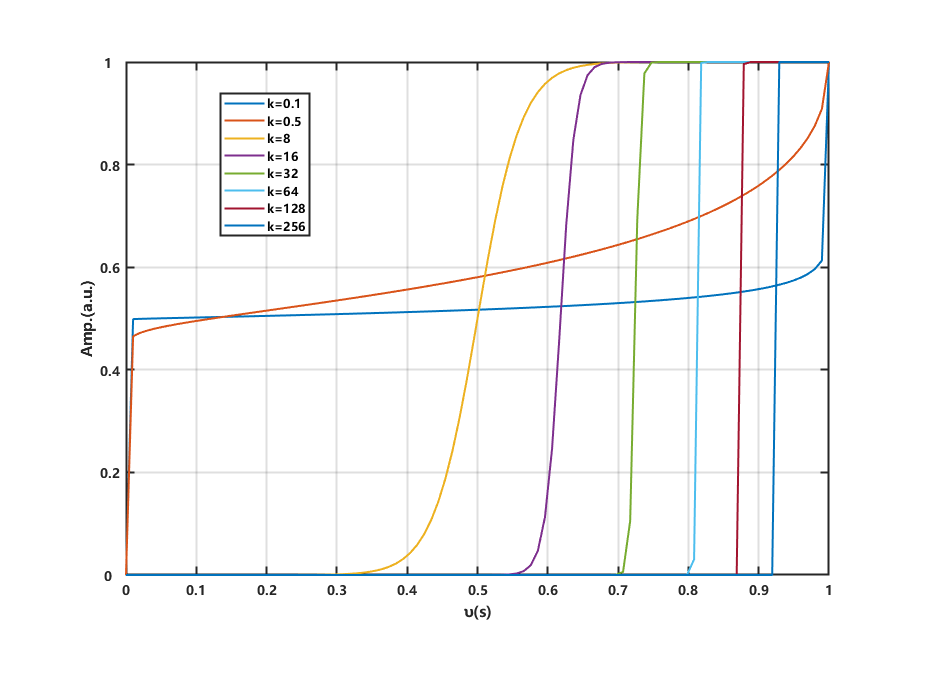 1
0.8
0.6
0.4
0.2
0
Amp.(a.u.)
k=0.1
k=0.5
k=8
k=16
k=32
k=64
k=128
k=256
0 0.1 0.2 0.3 0.4 0.5 0.6 0.7 0.8 0.9 1
υ(s)